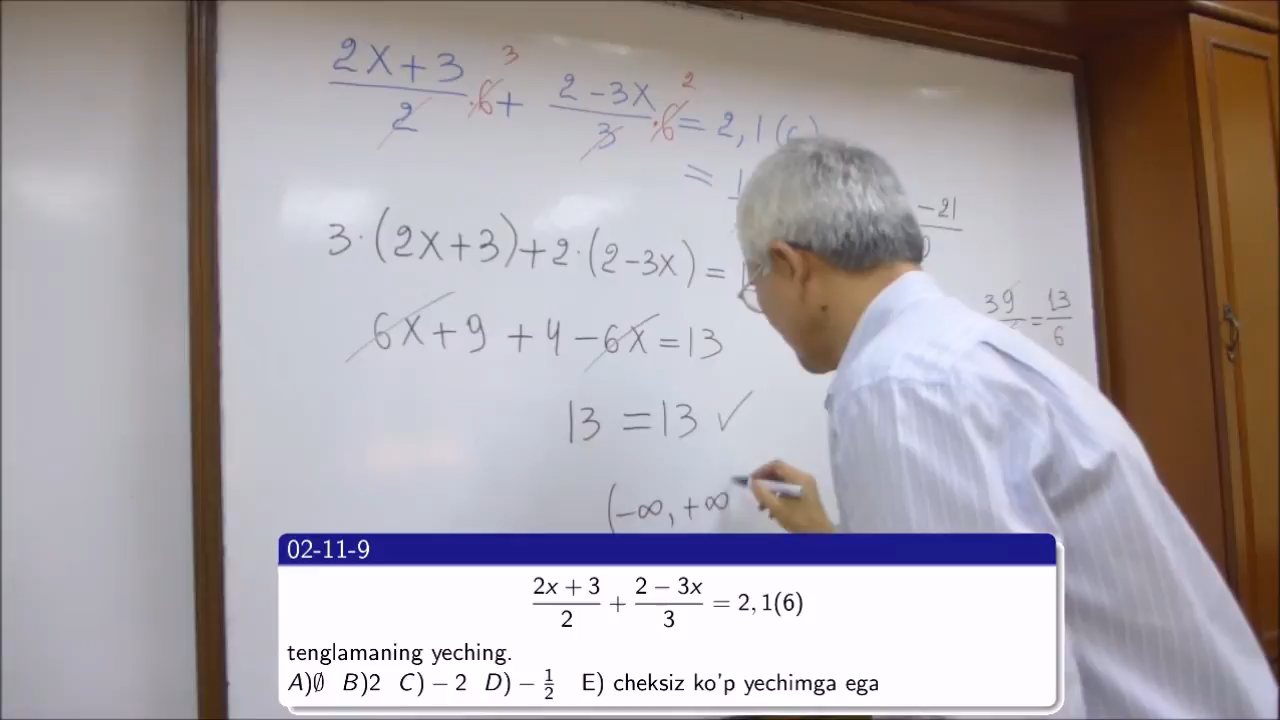 (2x+3)/2 ·6 3 + (2-3x)/3 ·6 2 = 2,1(
=
-21
3·(2x+3)+2·(2-3x)=
39 = 13/6
6x+9+4-6x=13
13=13 ✓
(-∞,+∞
02-11-9
(2x + 3)/2 + (2 − 3x)/3 = 2, 1(6)
tenglamaning yeching.
A)∅ B)2 C) − 2 D) − 1/2 E) cheksiz ko'p yechimga ega